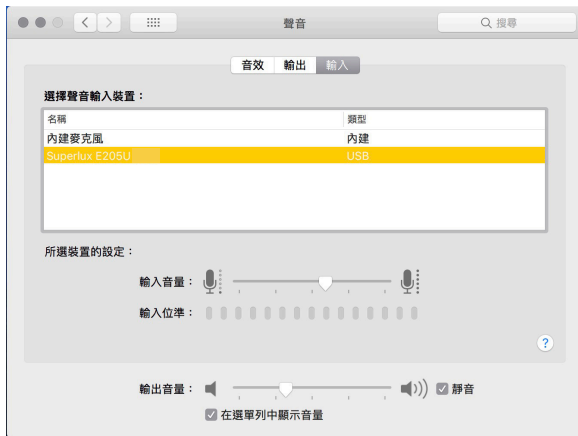 聲音
搜尋
音效 輸出 輸入
選擇聲音輸入裝置：
名稱 類型
內建麥克風 內建
Superlux E205U USB
所選裝置的設定：
輸入音量：
輸入位準：
?
輸出音量： 靜音
在選單列中顯示音量